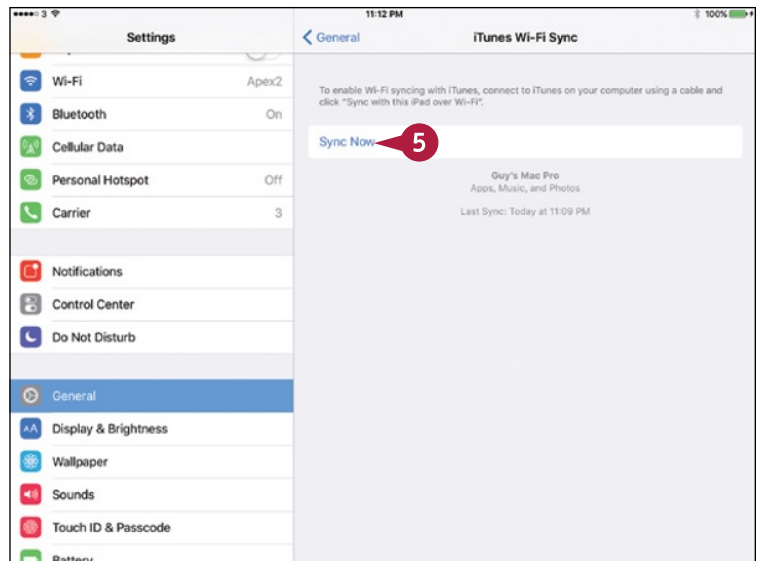 3 11:12 PM 100%
Settings
General iTunes Wi-Fi Sync
Wi-Fi Apex2
Bluetooth On
Cellular Data
Personal Hotspot Off
Carrier 3
Notifications
Control Center
Do Not Disturb
General
AA Display & Brightness
Wallpaper
Sounds
Touch ID & Passcode
Battery
To enable Wi-Fi syncing with iTunes, connect to iTunes on your computer using a cable and
click "Sync with this iPad over Wi-Fi".
Sync Now 5
Guy's Mac Pro
Apps, Music, and Photos
Last Sync: Today at 11:09 PM